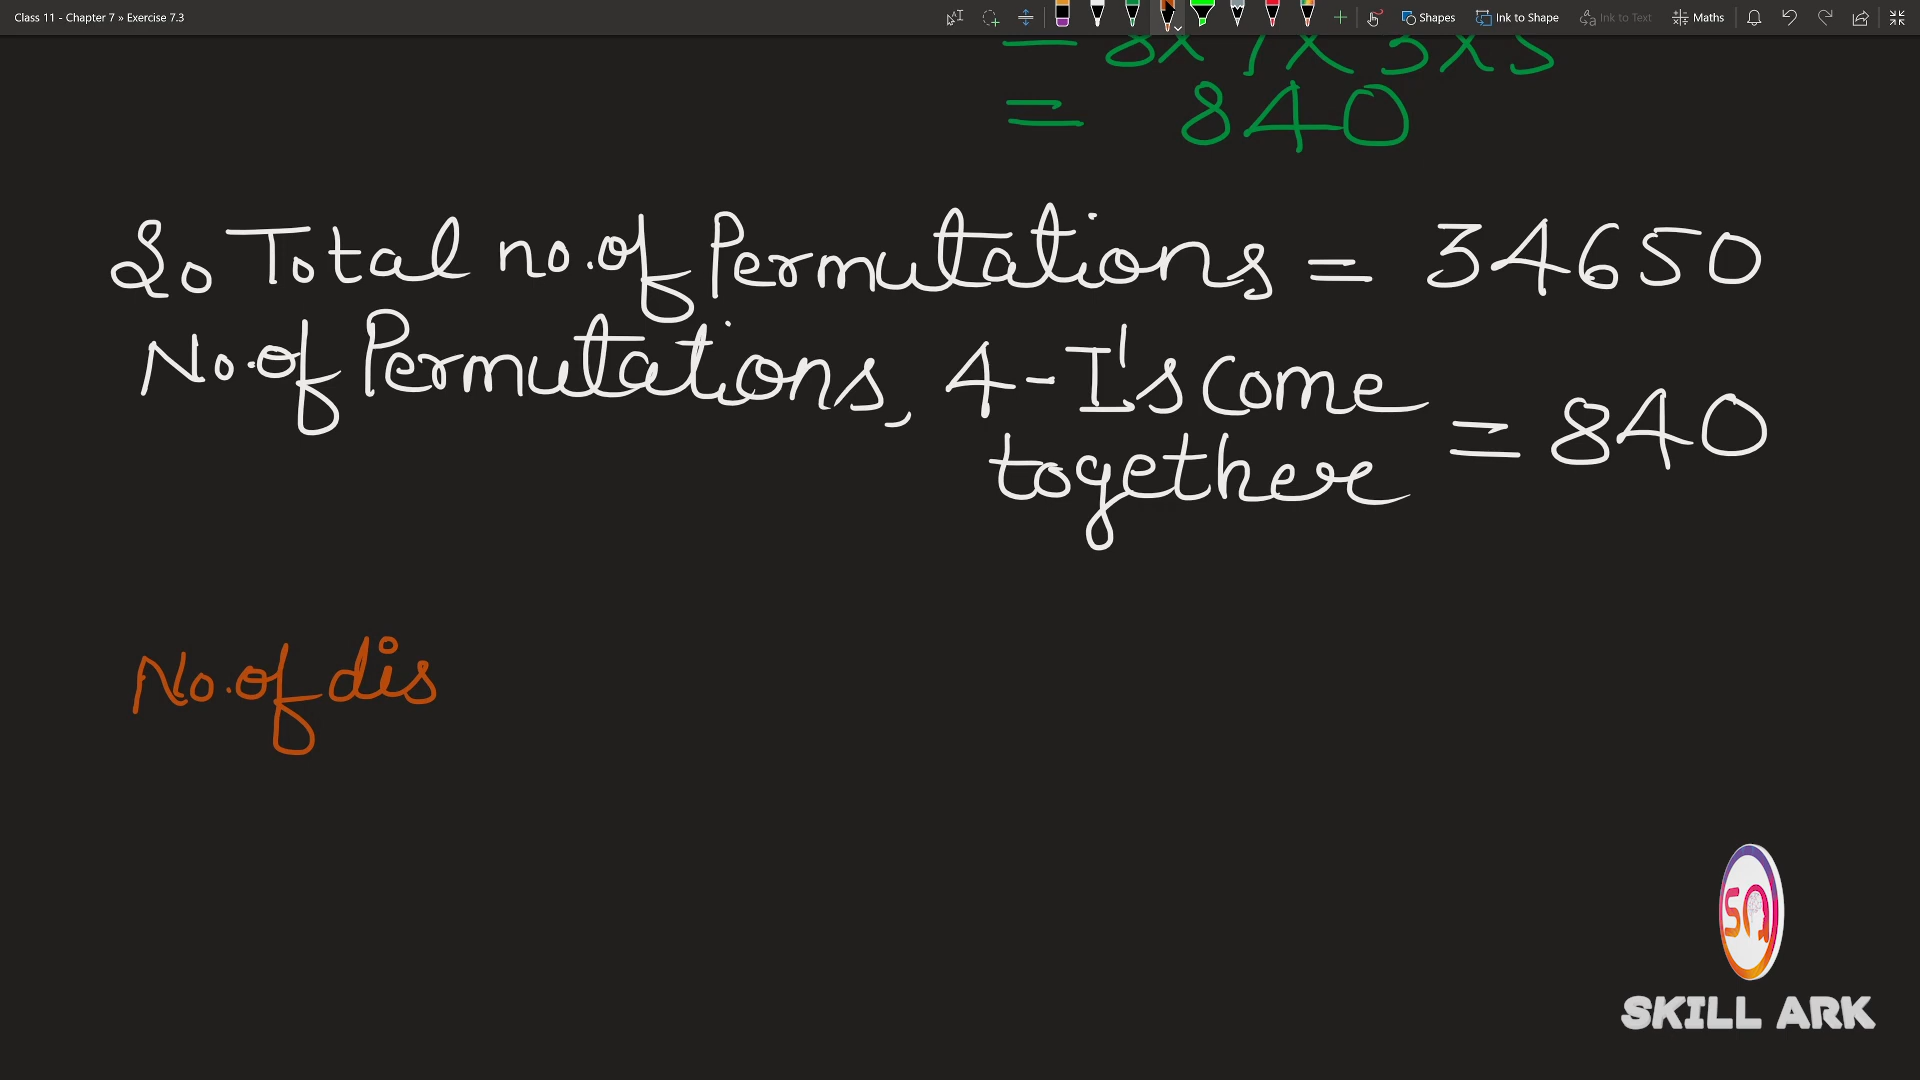 Class 11 - Chapter 7 » Exercise 7.3
Shapes
Ink to Shape
Ink to Text
Maths
= 8x7x3x5
= 840
So Total no. of Permutations = 34650
No. of Permutations, 4-I's come together = 840
No. of dis
SKILL ARK